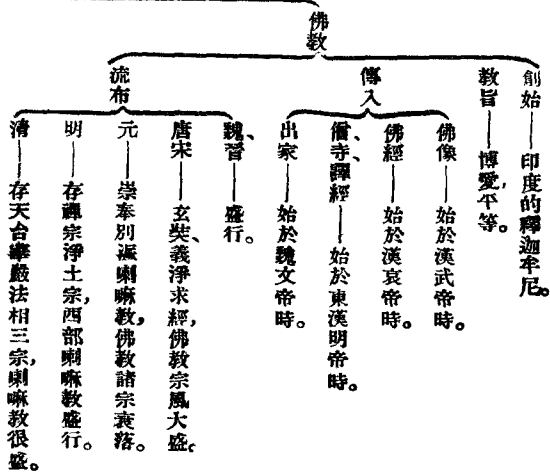 佛教
創始——印度的釋迦牟尼。
教旨——博愛,平等。
傳入
佛像——始於漢武帝時。
佛經——始於漢哀帝時。
僧寺、譯經——始於東漢明帝時。
出家——始於魏文帝時。
流布
魏、晉——盛行。
唐宋——玄奘、義淨求經,佛教宗風大盛。
元——崇奉別派喇嘛教,佛教諸宗衰落。
明——存禪宗淨土宗,西部喇嘛教盛行。
清——存天台華嚴法相三宗,喇嘛教很盛。